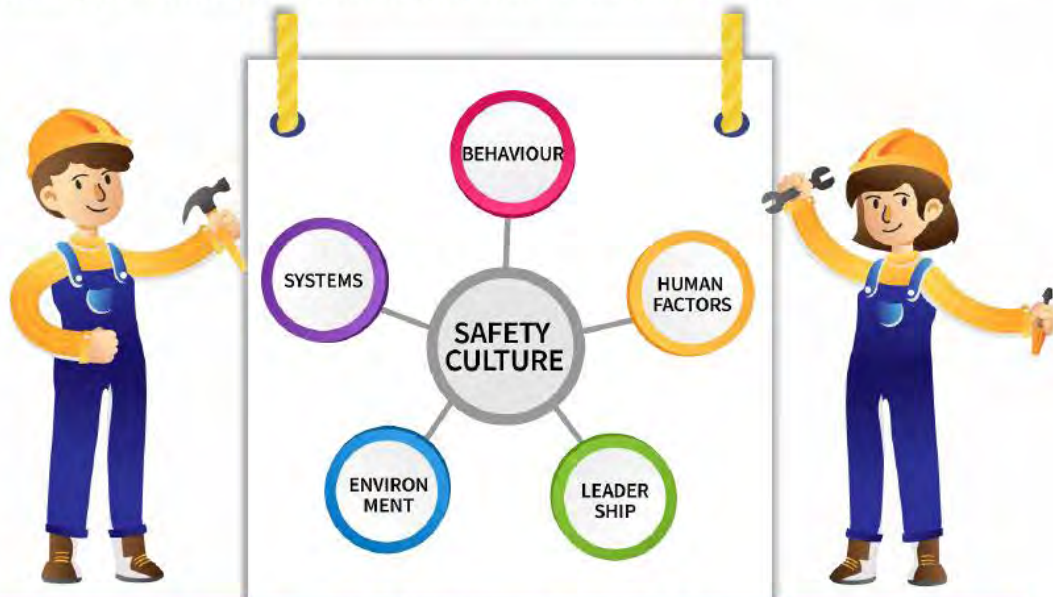 BEHAVIOUR
SYSTEMS
HUMAN
FACTORS
SAFETY
CULTURE
ENVIRON
MENT
LEADER
SHIP